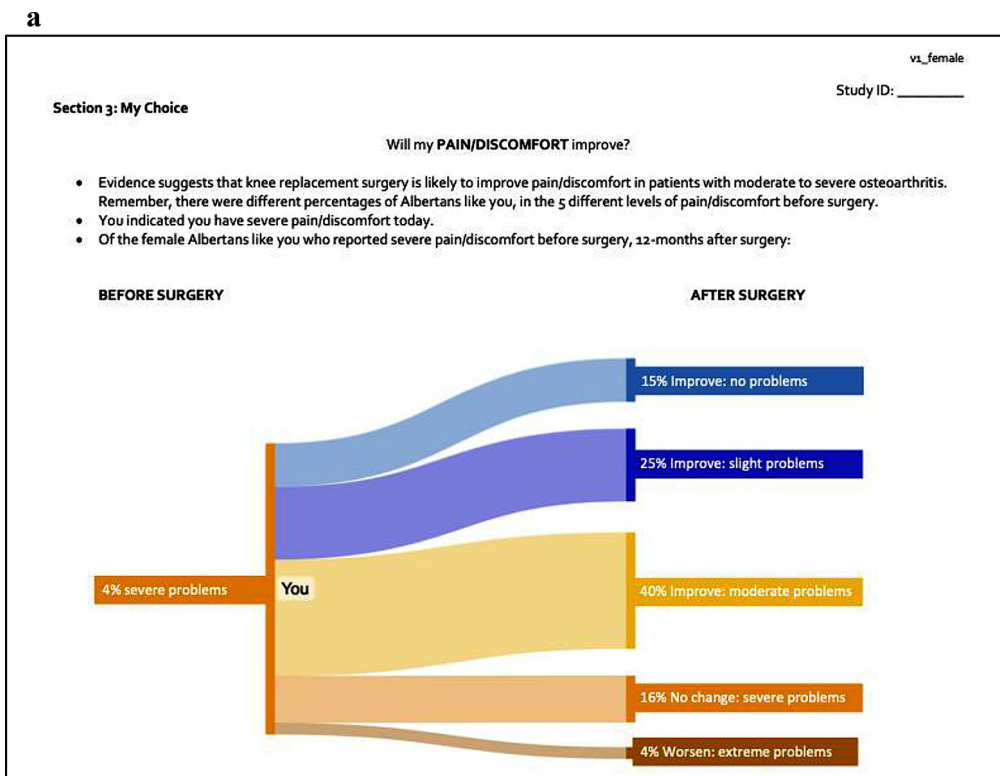 a
v1_female
Study ID: _________
Section 3: My Choice
Will my PAIN/DISCOMFORT improve?
• Evidence suggests that knee replacement surgery is likely to improve pain/discomfort in patients with moderate to severe osteoarthritis.
Remember, there were different percentages of Albertans like you, in the 5 different levels of pain/discomfort before surgery.
• You indicated you have severe pain/discomfort today.
• Of the female Albertans like you who reported severe pain/discomfort before surgery, 12-months after surgery:
BEFORE SURGERY
AFTER SURGERY
15% Improve: no problems
25% Improve: slight problems
4% severe problems
You
40% Improve: moderate problems
16% No change: severe problems
4% Worsen: extreme problems